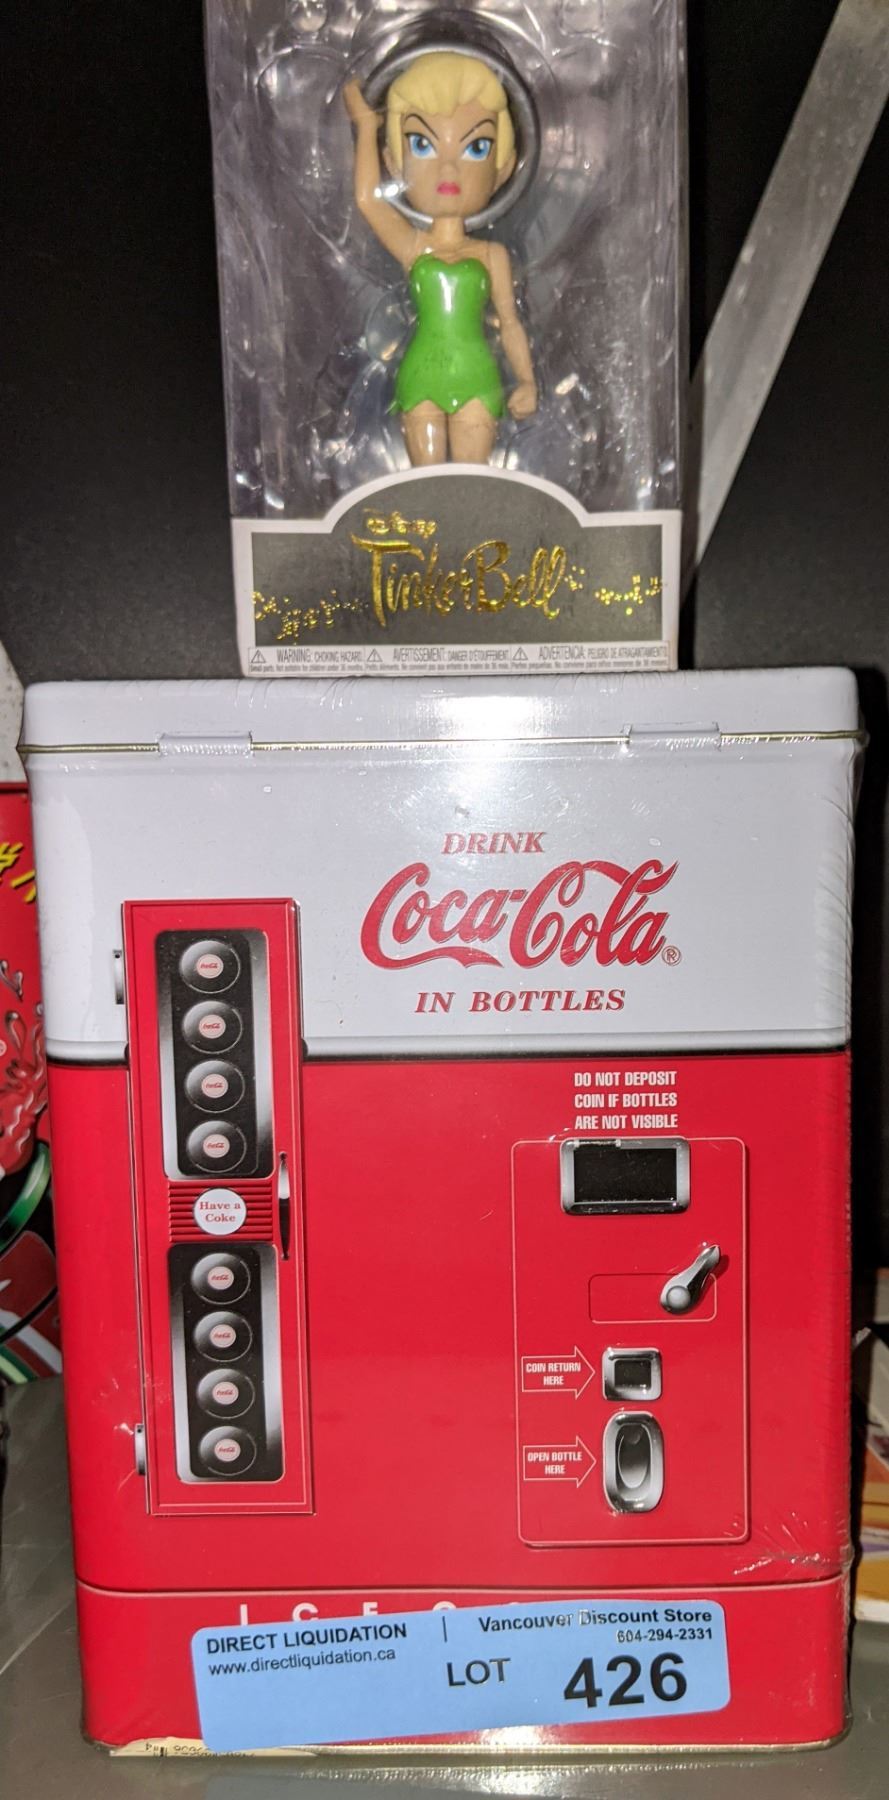 Disney
TinkerBell
WARNING: CHOKING HAZARD. AVERTISSEMENT: DANGER D'ÉTOUFFEMENT. ADVERTENCIA: PELIGRO DE ATRAGANTAMIENTO.
DRINK
Coca-Cola®
IN BOTTLES
DO NOT DEPOSIT
COIN IF BOTTLES
ARE NOT VISIBLE
Have a
Coke
COIN RETURN
HERE
OPEN BOTTLE
HERE
DIRECT LIQUIDATION | Vancouver Discount Store
www.directliquidation.ca 604-294-2331
LOT 426